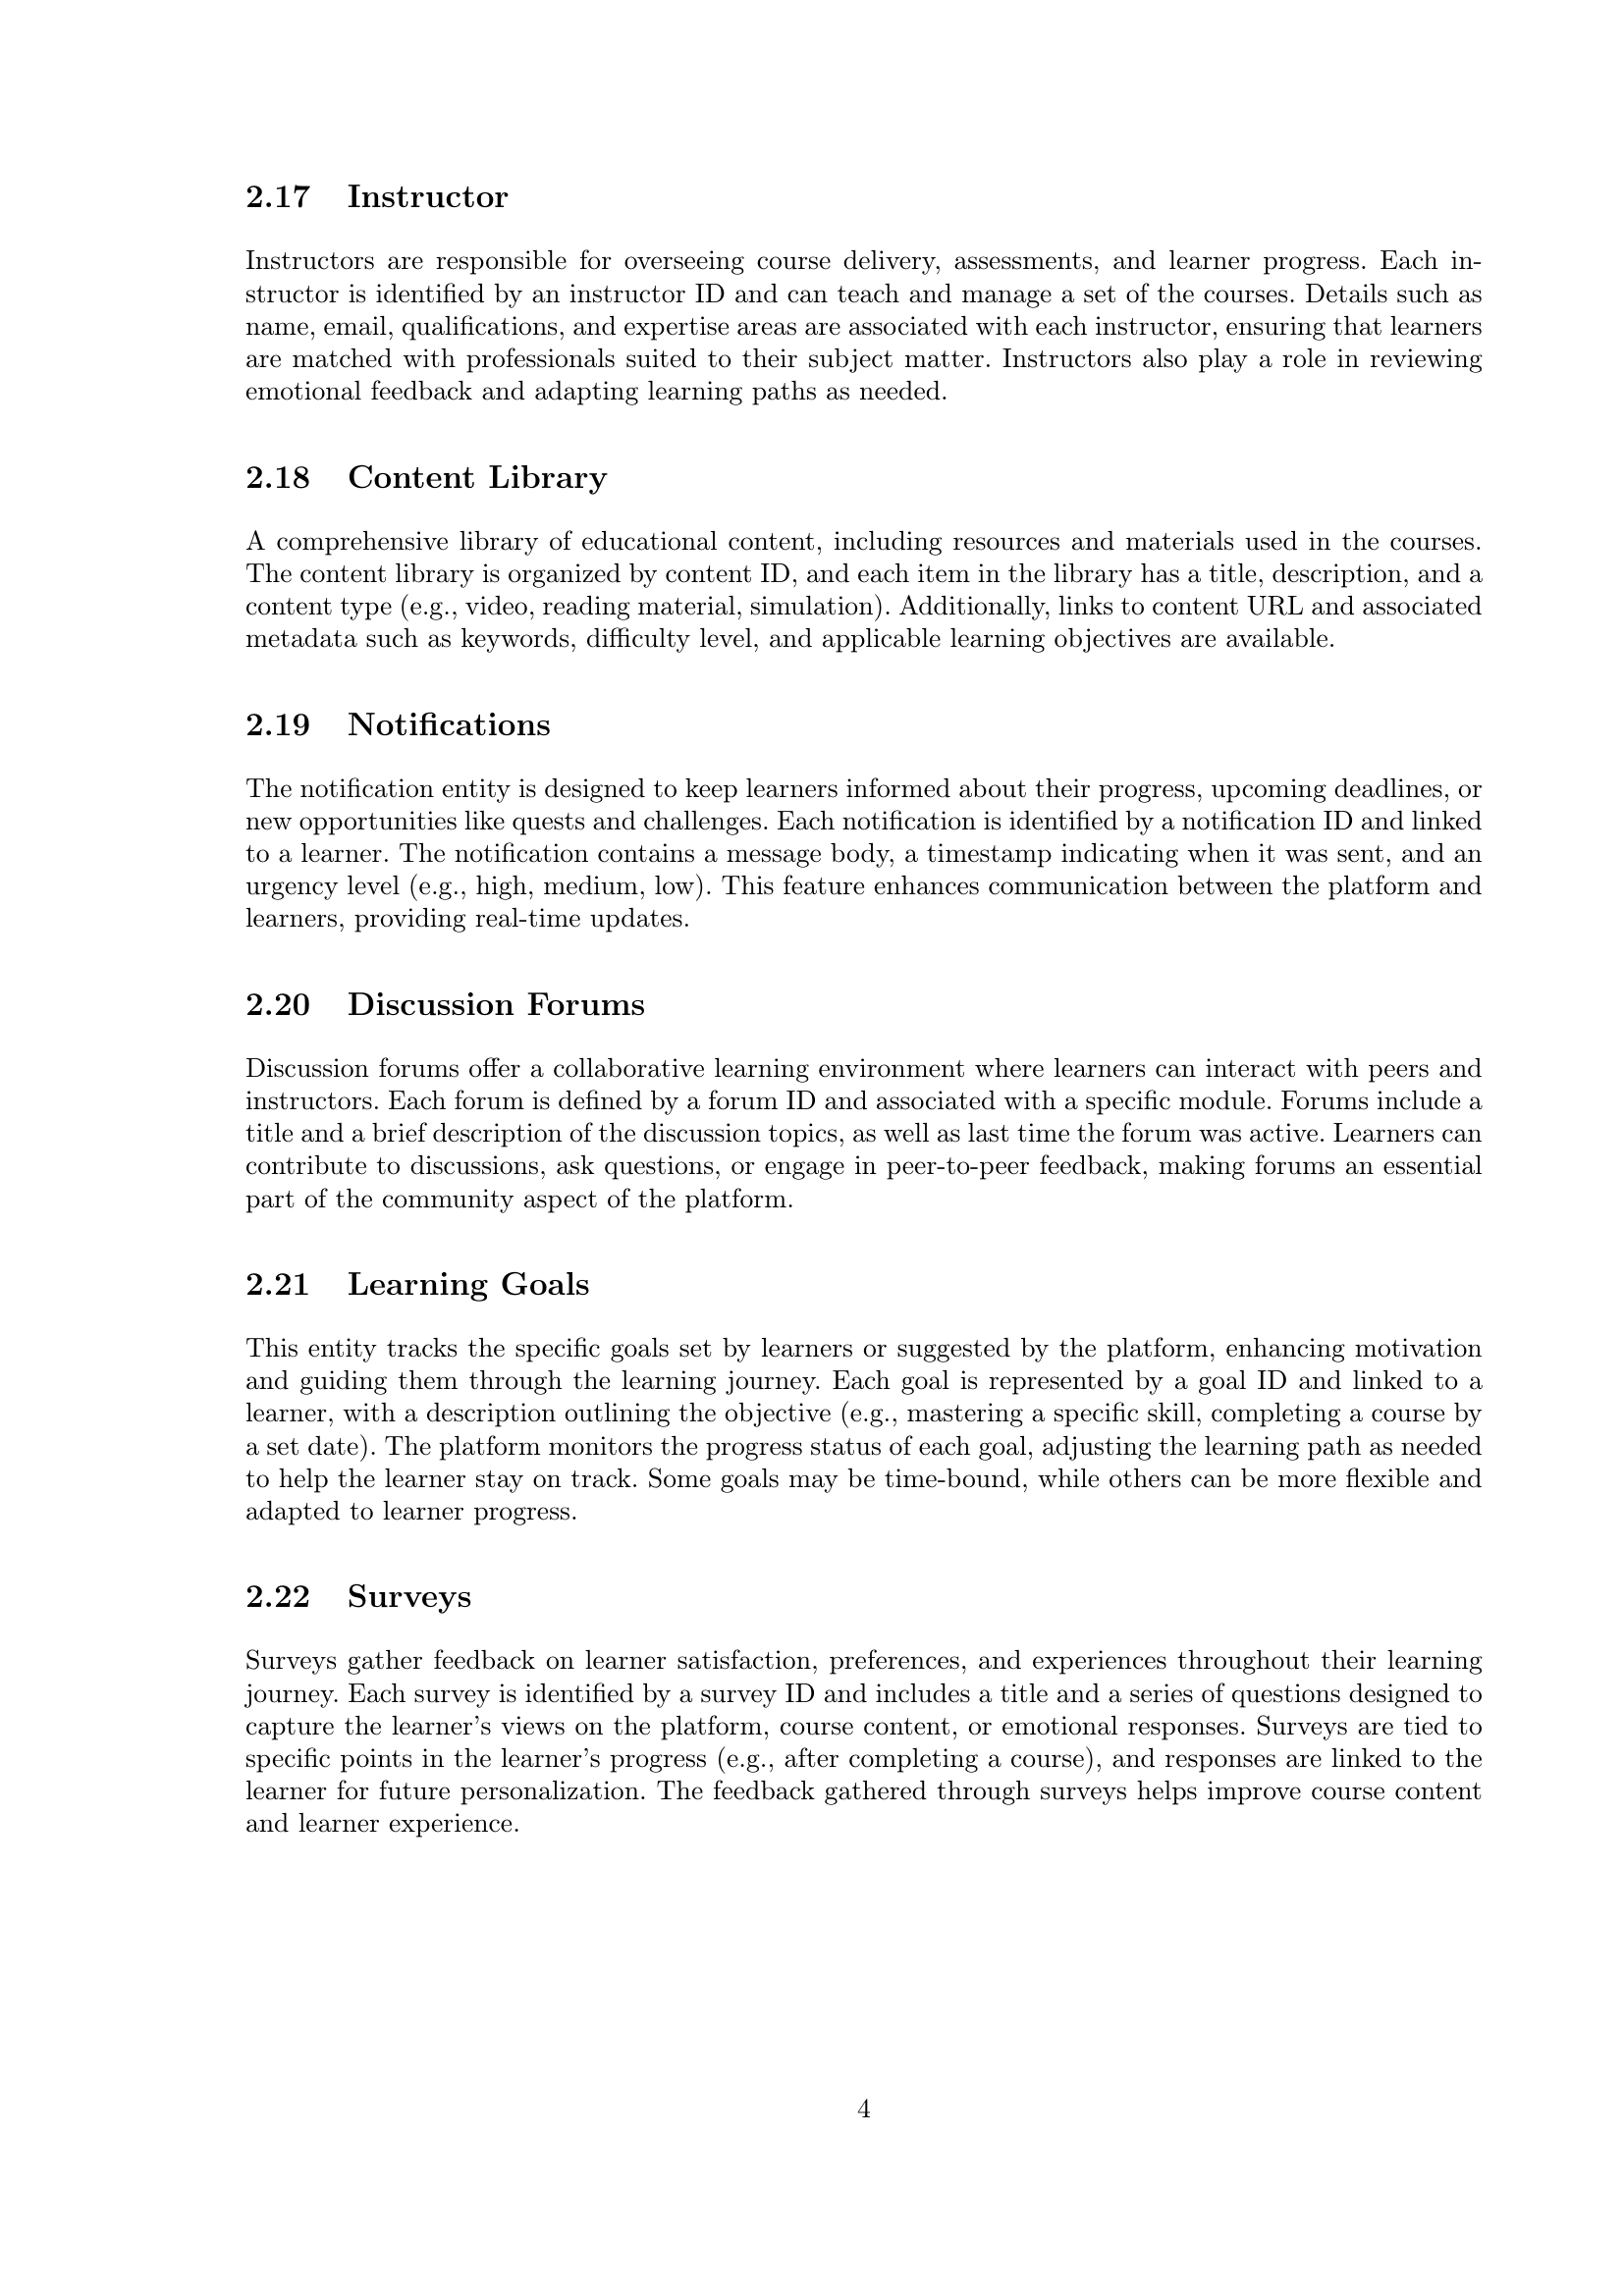 2.17 Instructor
Instructors are responsible for overseeing course delivery, assessments, and learner progress. Each in-
structor is identified by an instructor ID and can teach and manage a set of the courses. Details such as
name, email, qualifications, and expertise areas are associated with each instructor, ensuring that learners
are matched with professionals suited to their subject matter. Instructors also play a role in reviewing
emotional feedback and adapting learning paths as needed.
2.18 Content Library
A comprehensive library of educational content, including resources and materials used in the courses.
The content library is organized by content ID, and each item in the library has a title, description, and a
content type (e.g., video, reading material, simulation). Additionally, links to content URL and associated
metadata such as keywords, difficulty level, and applicable learning objectives are available.
2.19 Notifications
The notification entity is designed to keep learners informed about their progress, upcoming deadlines, or
new opportunities like quests and challenges. Each notification is identified by a notification ID and linked
to a learner. The notification contains a message body, a timestamp indicating when it was sent, and an
urgency level (e.g., high, medium, low). This feature enhances communication between the platform and
learners, providing real-time updates.
2.20 Discussion Forums
Discussion forums offer a collaborative learning environment where learners can interact with peers and
instructors. Each forum is defined by a forum ID and associated with a specific module. Forums include a
title and a brief description of the discussion topics, as well as last time the forum was active. Learners can
contribute to discussions, ask questions, or engage in peer-to-peer feedback, making forums an essential
part of the community aspect of the platform.
2.21 Learning Goals
This entity tracks the specific goals set by learners or suggested by the platform, enhancing motivation
and guiding them through the learning journey. Each goal is represented by a goal ID and linked to a
learner, with a description outlining the objective (e.g., mastering a specific skill, completing a course by
a set date). The platform monitors the progress status of each goal, adjusting the learning path as needed
to help the learner stay on track. Some goals may be time-bound, while others can be more flexible and
adapted to learner progress.
2.22 Surveys
Surveys gather feedback on learner satisfaction, preferences, and experiences throughout their learning
journey. Each survey is identified by a survey ID and includes a title and a series of questions designed to
capture the learner's views on the platform, course content, or emotional responses. Surveys are tied to
specific points in the learner's progress (e.g., after completing a course), and responses are linked to the
learner for future personalization. The feedback gathered through surveys helps improve course content
and learner experience.
4